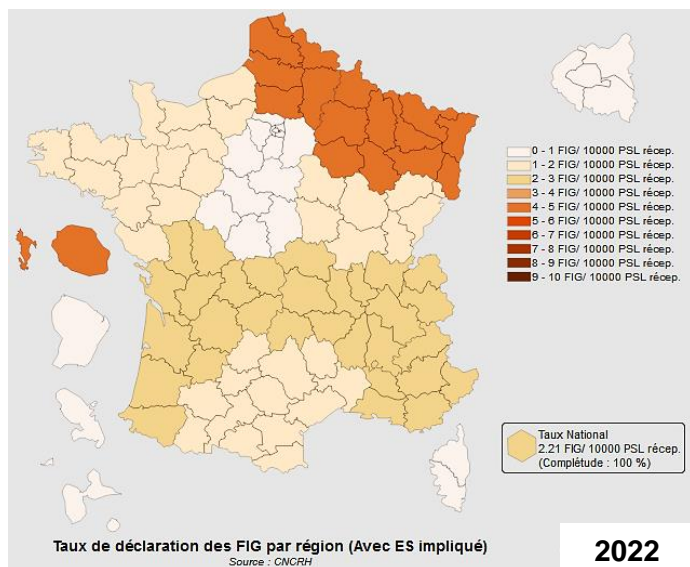 0 - 1 FIG/ 10000 PSL récep.
1 - 2 FIG/ 10000 PSL récep.
2 - 3 FIG/ 10000 PSL récep.
3 - 4 FIG/ 10000 PSL récep.
4 - 5 FIG/ 10000 PSL récep.
5 - 6 FIG/ 10000 PSL récep.
6 - 7 FIG/ 10000 PSL récep.
7 - 8 FIG/ 10000 PSL récep.
8 - 9 FIG/ 10000 PSL récep.
9 - 10 FIG/ 10000 PSL récep.
Taux National
2.21 FIG/ 10000 PSL récep.
(Complétude : 100 %)
Taux de déclaration des FIG par région (Avec ES impliqué)
Source : CNCRH
2022